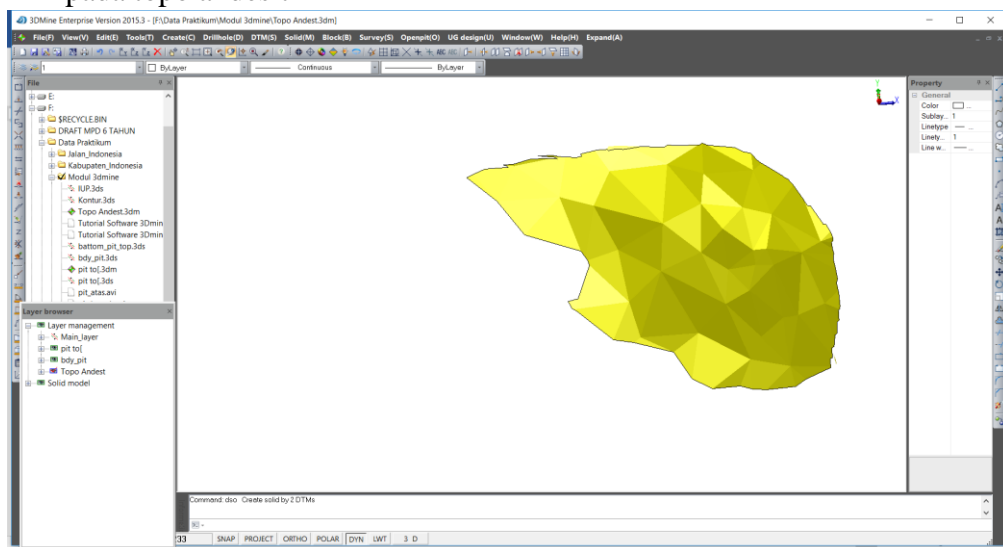 3DMine Enterprise Version 2015.3 - [F:\Data Praktikum\Modul 3dmine\Topo Andest.3dm]
File(F) View(V) Edit(E) Tools(T) Create(C) Drillhole(D) DTM(S) Solid(M) Block(B) Survey(S) Openpit(O) UG design(U) Window(W) Help(H) Expand(A)
1 ByLayer Continuous ByLayer
File
E:
F:
$RECYCLE.BIN
DRAFT MPD 6 TAHUN
Data Praktikum
Jalan_Indonesia
Kabupaten_Indonesia
Modul 3dmine
IUP.3ds
Kontur.3ds
Topo Andest.3dm
Tutorial Software 3Dmin
Tutorial Software 3Dmin
battom_pit_top.3ds
bdy_pit.3ds
pit to[.3dm
pit to[.3ds
pit_atas.avi
Layer browser
Layer management
Main_layer
pit to[
bdy_pit
Topo Andest
Solid model
Y
X
Property
General
Color ...
Sublay... 1
Linetype ...
Linety... 1
Line w... ...
Command: dso Create solid by 2 DTMs
33 SNAP PROJECT ORTHO POLAR DYN LWT 3 D